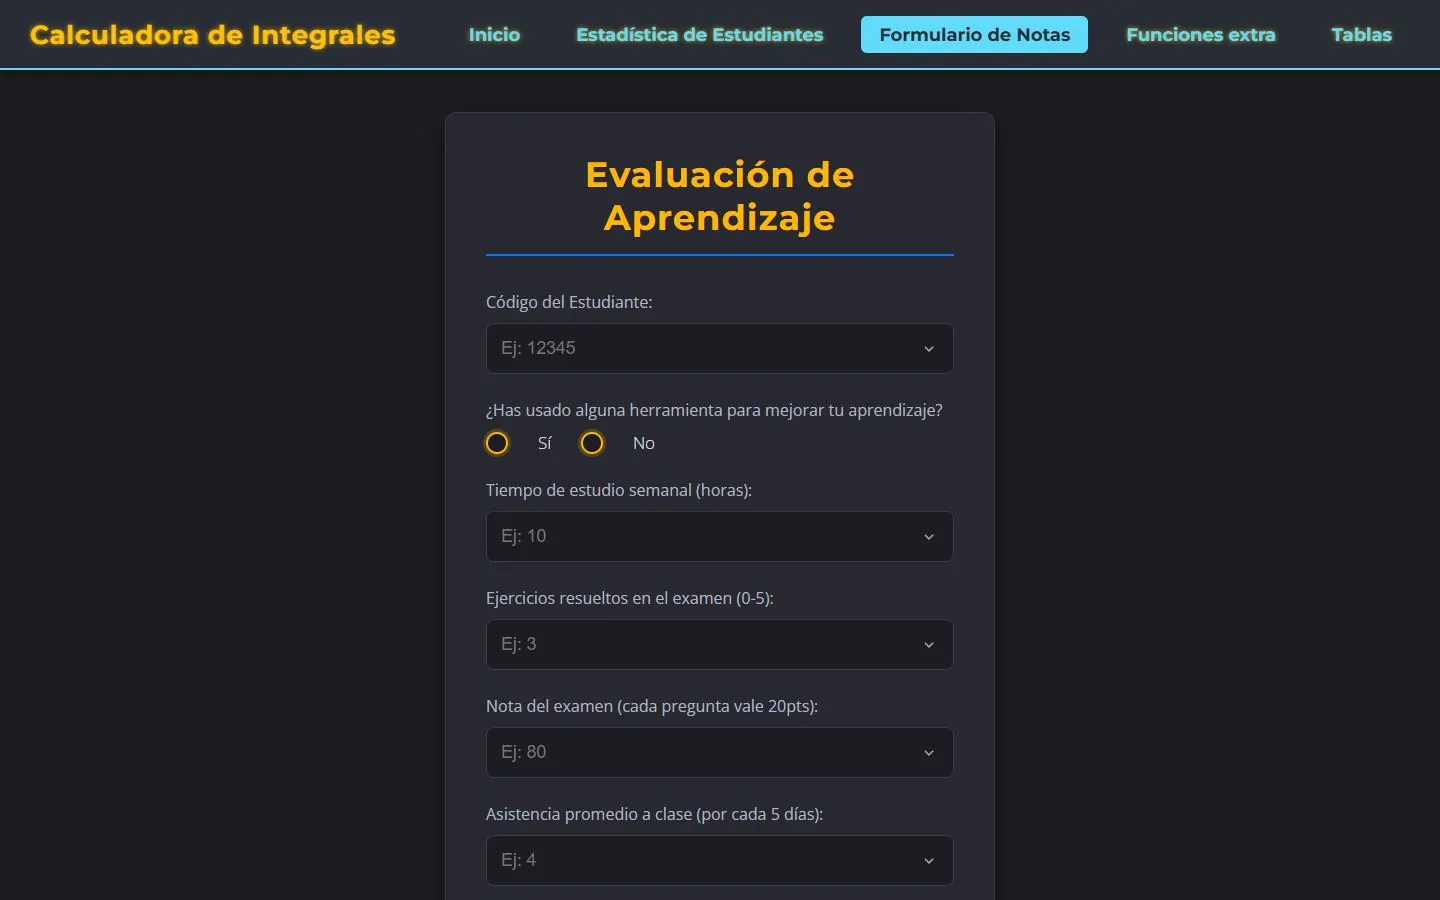 Calculadora de Integrales
Inicio
Estadística de Estudiantes
Formulario de Notas
Funciones extra
Tablas
Evaluación de
Aprendizaje
Código del Estudiante:
Ej: 12345
¿Has usado alguna herramienta para mejorar tu aprendizaje?
Sí
No
Tiempo de estudio semanal (horas):
Ej: 10
Ejercicios resueltos en el examen (0-5):
Ej: 3
Nota del examen (cada pregunta vale 20pts):
Ej: 80
Asistencia promedio a clase (por cada 5 días):
Ej: 4